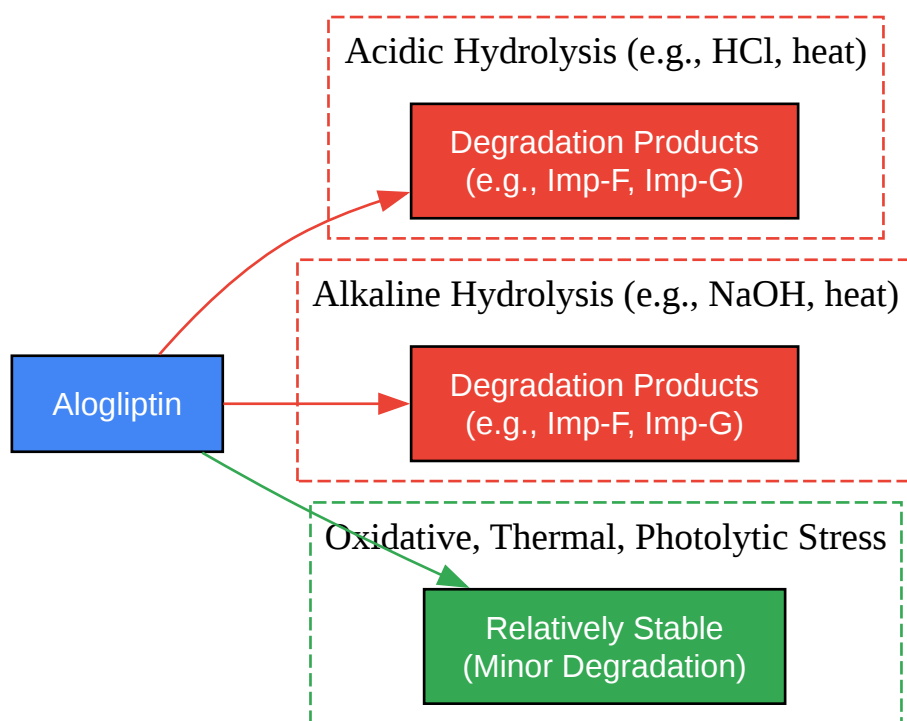 Acidic Hydrolysis (e.g., HCl, heat)
Degradation Products
(e.g., Imp-F, Imp-G)
Alkaline Hydrolysis (e.g., NaOH, heat)
Alogliptin
Degradation Products
(e.g., Imp-F, Imp-G)
Oxidative, Thermal, Photolytic Stress
Relatively Stable
(Minor Degradation)